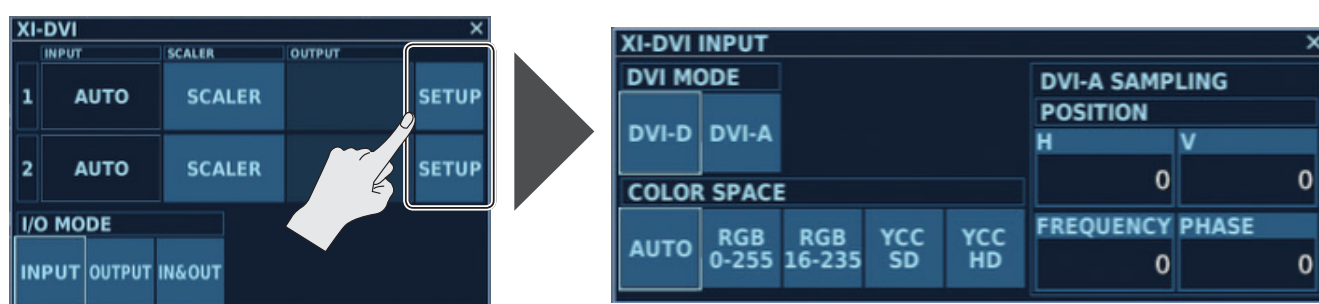 XI-DVI ×
INPUT SCALER OUTPUT
1 AUTO SCALER SETUP
2 AUTO SCALER SETUP
I/O MODE
INPUT OUTPUT IN&OUT
XI-DVI INPUT ×
DVI MODE
DVI-D DVI-A
COLOR SPACE
AUTO RGB 0-255 RGB 16-235 YCC SD YCC HD
DVI-A SAMPLING
POSITION
H V
0 0
FREQUENCY PHASE
0 0